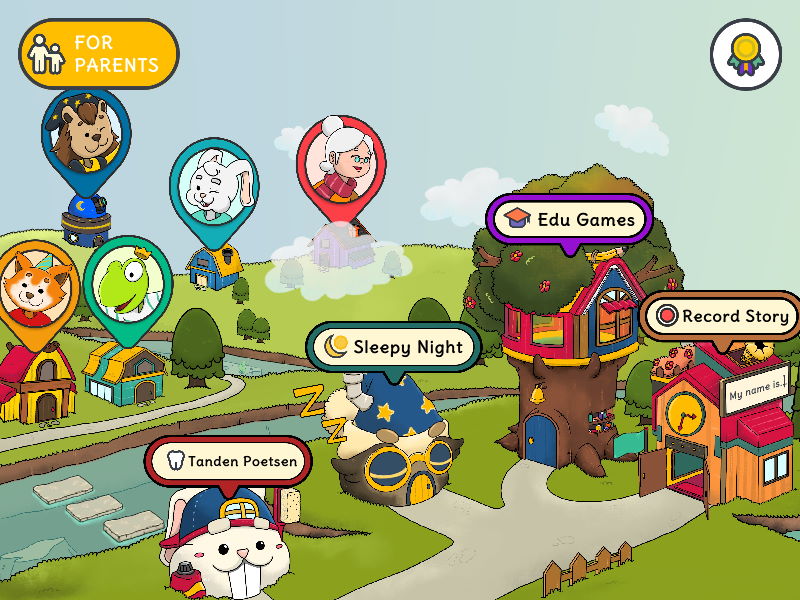 FOR
PARENTS
Edu Games
Record Story
Sleepy Night
My name is...
Z
Z
Tanden Poetsen